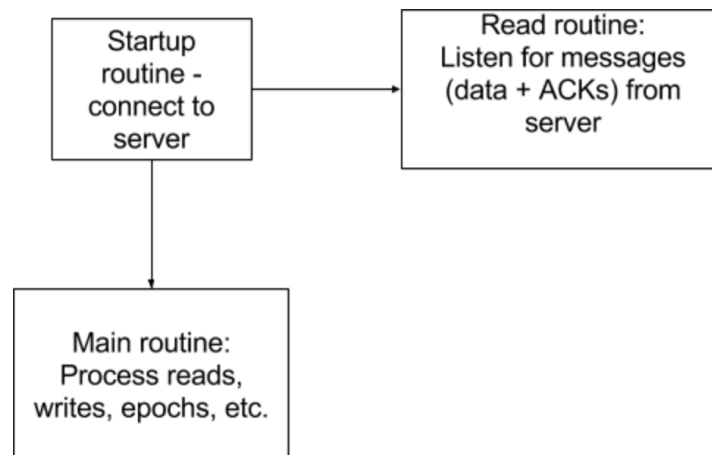 Startup
routine -
connect to
server
Read routine:
Listen for messages
(data + ACKs) from
server
Main routine:
Process reads,
writes, epochs, etc.